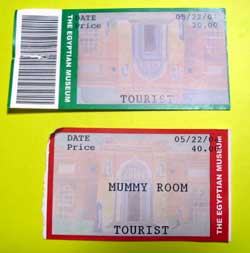 THE EGYPTIAN MUSEUM
DATE 05/22/0
Price 20.00
TOURIST
DATE 05/22/0
Price 40.0
MUMMY ROOM
TOURIST
THE EGYPTIAN MUSEUM